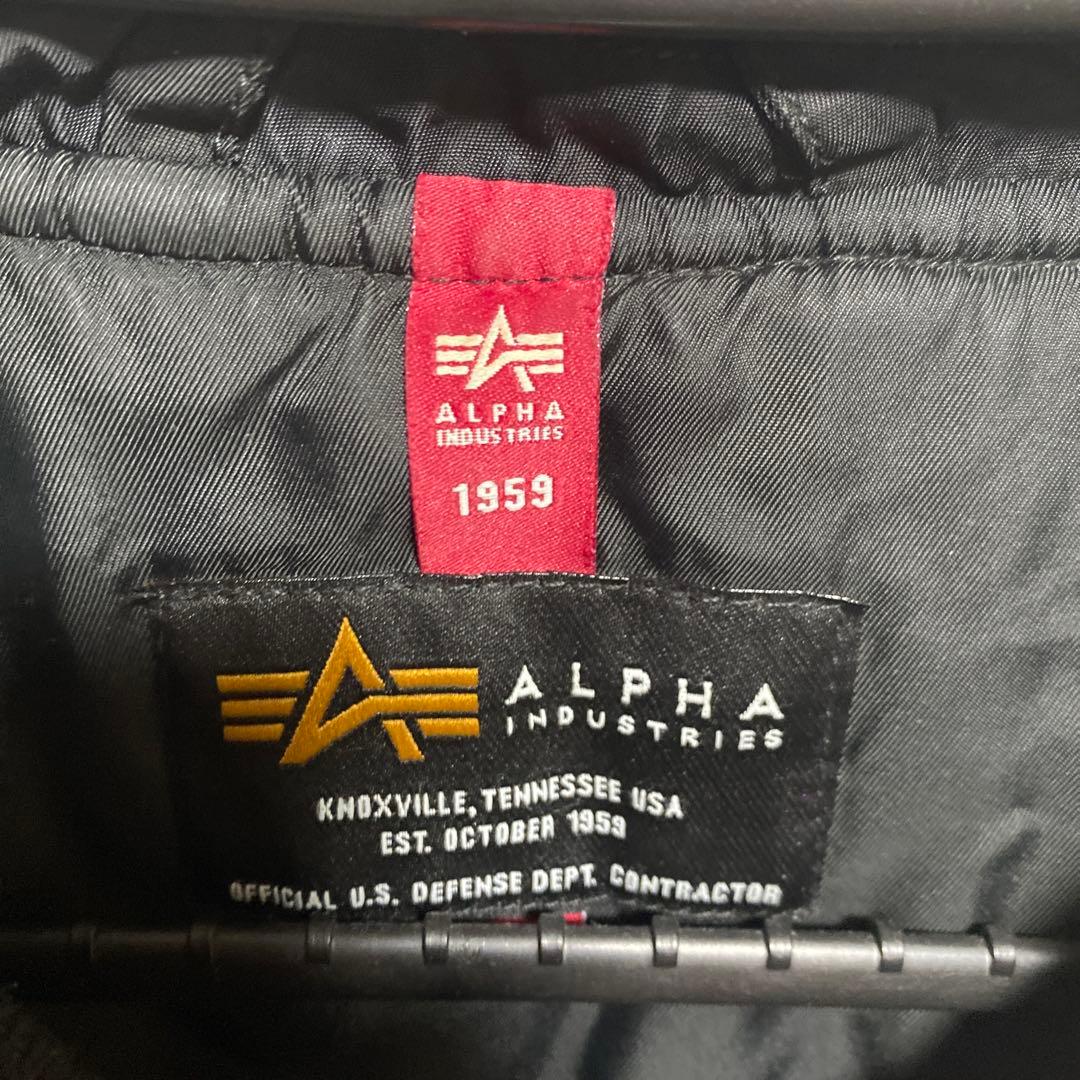 ALPHA
INDUSTRIES
1959
ALPHA
INDUSTRIES
KNOXVILLE, TENNESSEE USA
EST. OCTOBER 1959
OFFICIAL U.S. DEFENSE DEPT. CONTRACTOR